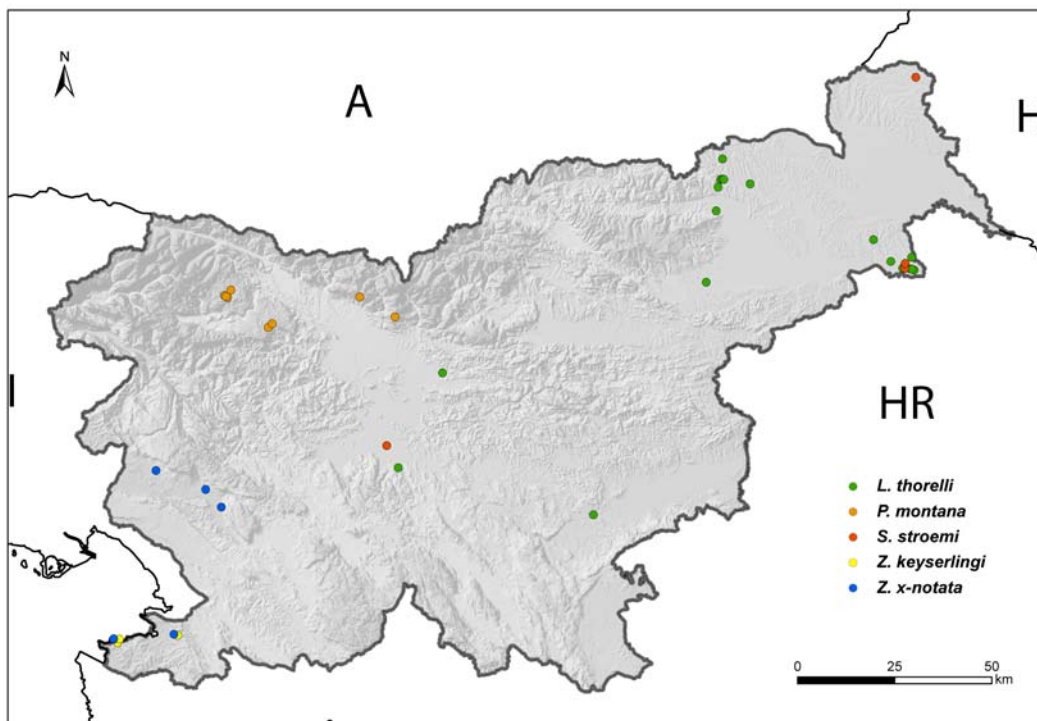 N
A
H
I
HR
L. thorelli
P. montana
S. stroemi
Z. keyserlingi
Z. x-notata
0 25 50
km